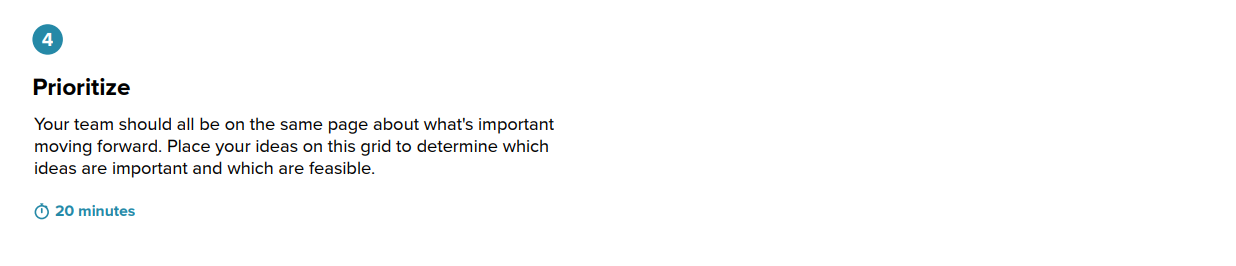 4
Prioritize
Your team should all be on the same page about what's important
moving forward. Place your ideas on this grid to determine which
ideas are important and which are feasible.
20 minutes